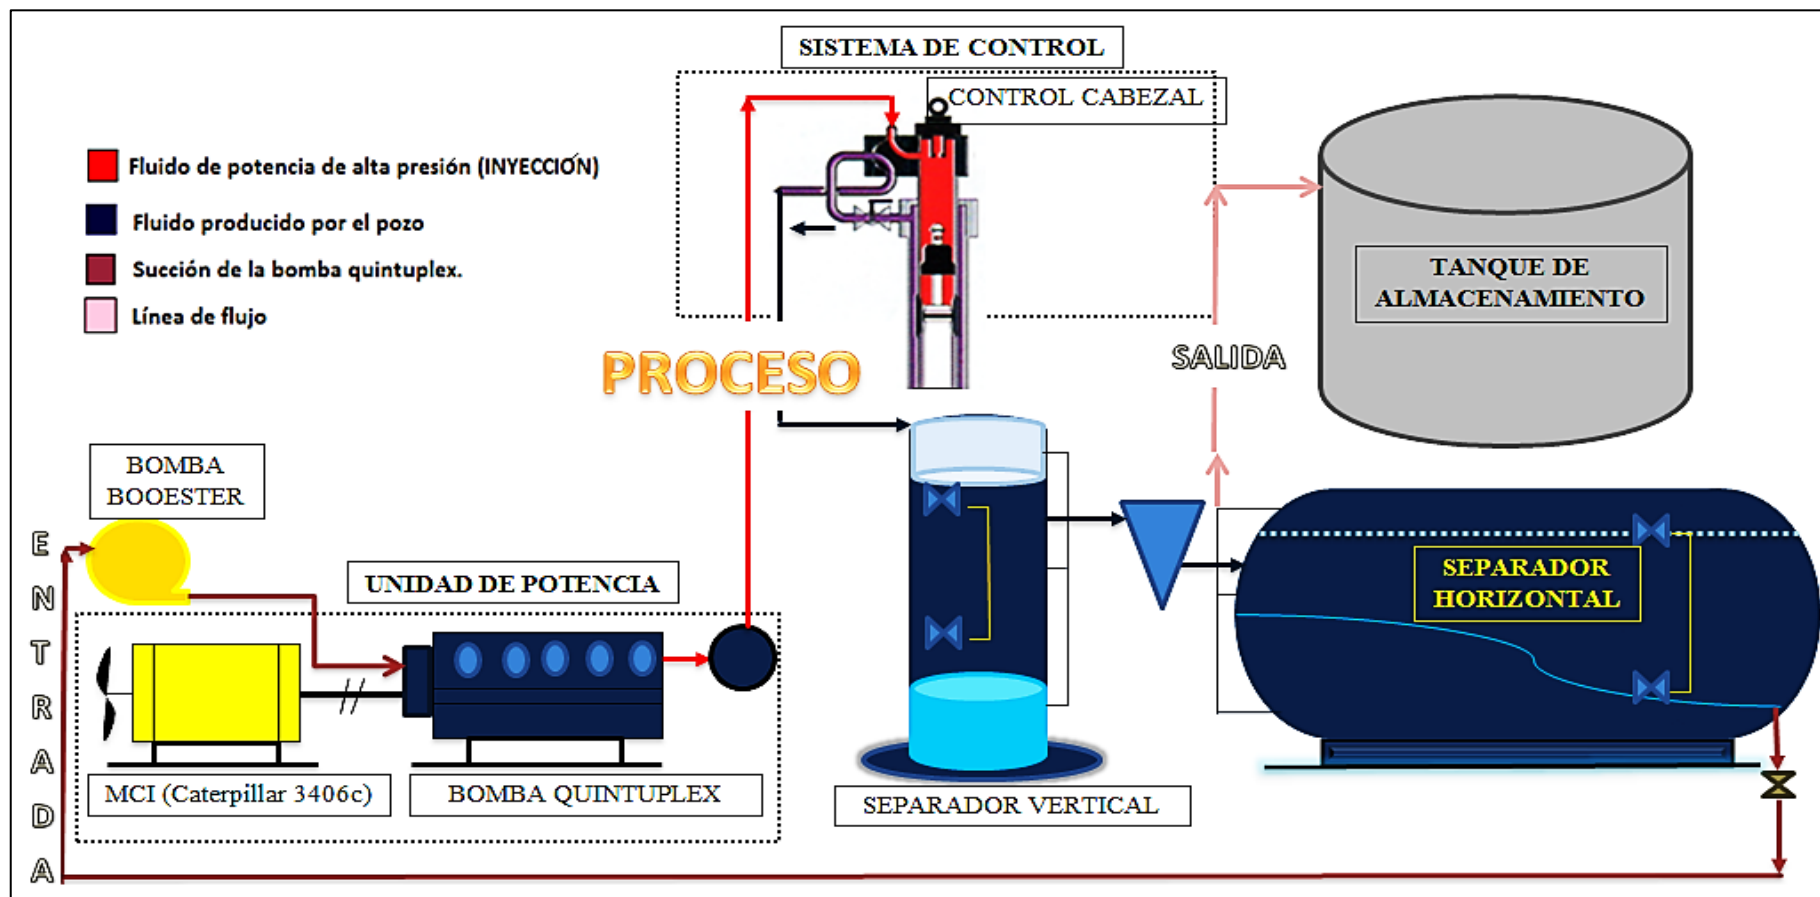 SISTEMA DE CONTROL
CONTROL CABEZAL
Fluido de potencia de alta presión (INYECCIÓN)
Fluido producido por el pozo
Succión de la bomba quintuplex.
Línea de flujo
TANQUE DE
ALMACENAMIENTO
PROCESO
SALIDA
BOMBA
BOOESTER
ENTRADA
UNIDAD DE POTENCIA
SEPARADOR
HORIZONTAL
MCI (Caterpillar 3406c)
BOMBA QUINTUPLEX
SEPARADOR VERTICAL